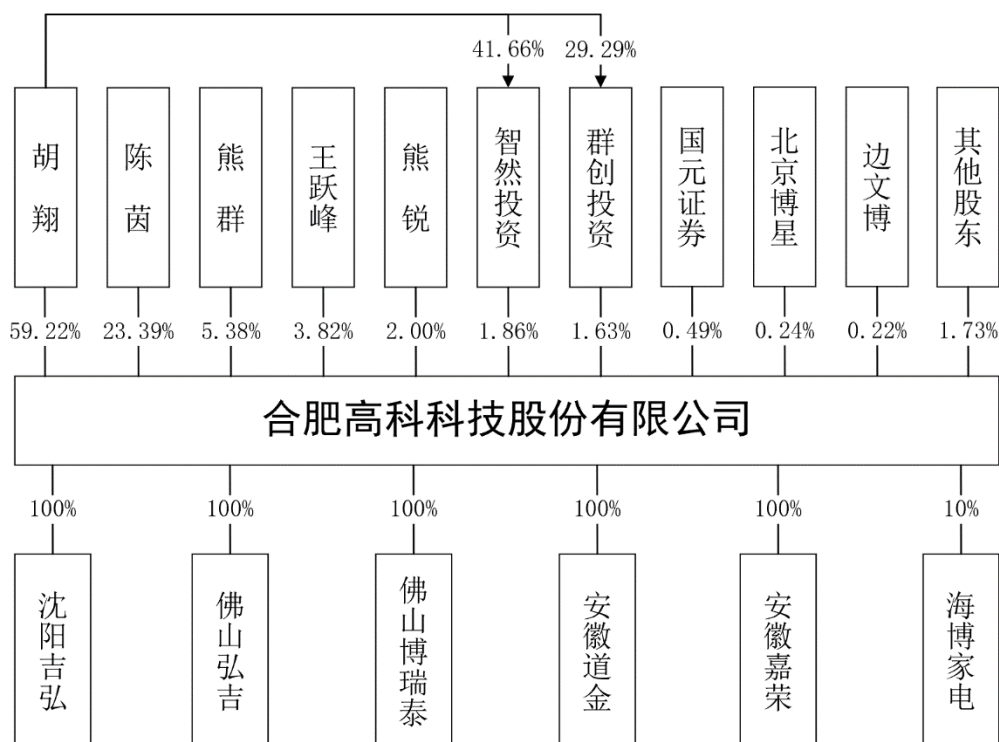 41.66%
29.29%
胡翔
陈茵
熊群
王跃峰
熊锐
智然投资
群创投资
国元证券
北京博星
边文博
其他股东
59.22%
23.39%
5.38%
3.82%
2.00%
1.86%
1.63%
0.49%
0.24%
0.22%
1.73%
合肥高科科技股份有限公司
100%
100%
100%
100%
100%
10%
沈阳吉弘
佛山弘吉
佛山博瑞泰
安徽道金
安徽嘉荣
海博家电